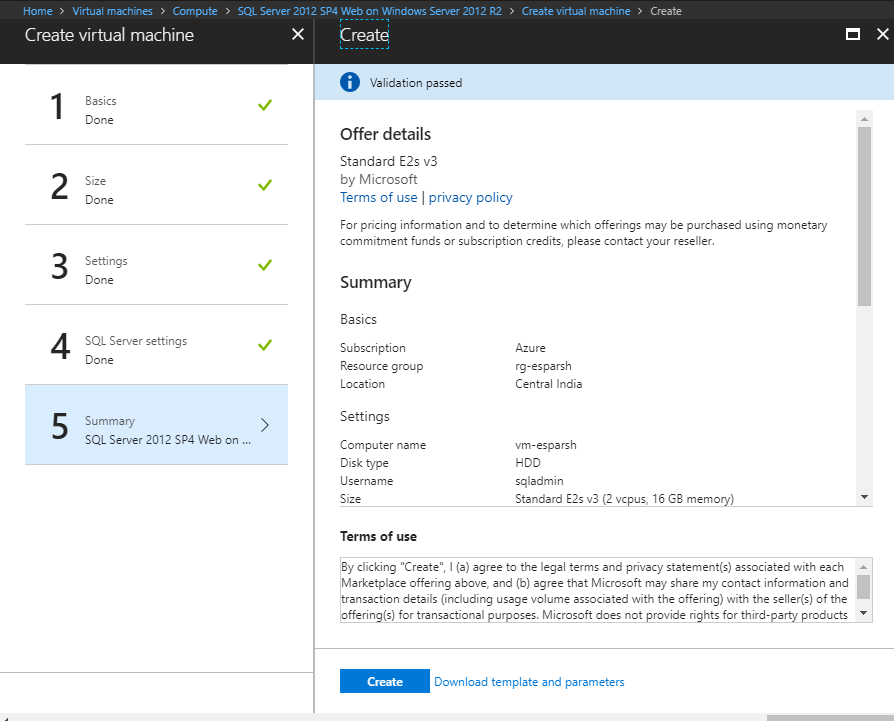 Home > Virtual machines > Compute > SQL Server 2012 SP4 Web on Windows Server 2012 R2 > Create virtual machine > Create
Create virtual machine
1
Basics
Done
2
Size
Done
3
Settings
Done
4
SQL Server settings
Done
5
Summary
SQL Server 2012 SP4 Web on ...
Create
Validation passed
Offer details
Standard E2s v3
by Microsoft
Terms of use | privacy policy
For pricing information and to determine which offerings may be purchased using monetary
commitment funds or subscription credits, please contact your reseller.
Summary
Basics
Subscription Azure
Resource group rg-esparsh
Location Central India
Settings
Computer name vm-esparsh
Disk type HDD
Username sqladmin
Size Standard E2s v3 (2 vcpus, 16 GB memory)
Terms of use
By clicking "Create", I (a) agree to the legal terms and privacy statement(s) associated with each
Marketplace offering above, and (b) agree that Microsoft may share my contact information and
transaction details (including usage volume associated with the offering) with the seller(s) of the
offering(s) for transactional purposes. Microsoft does not provide rights for third-party products
Create Download template and parameters